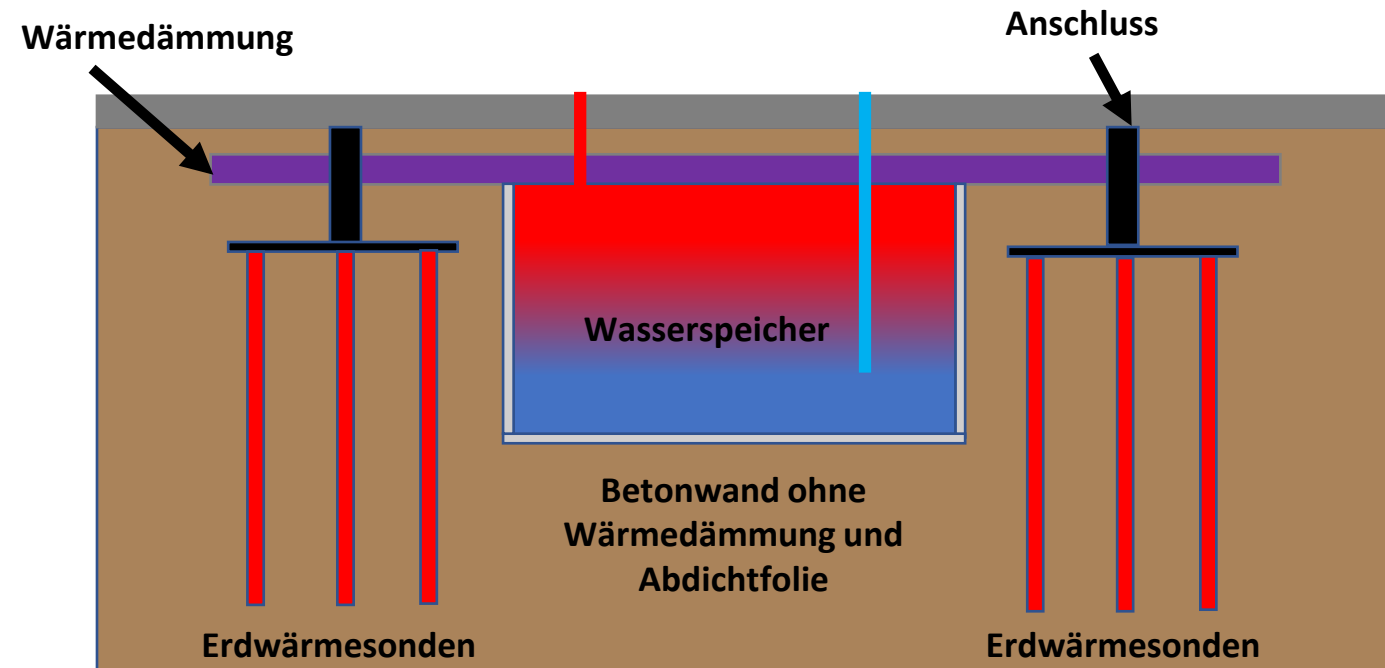 Wärmedämmung
Anschluss
Wasserspeicher
Betonwand ohne
Wärmedämmung und
Abdichtfolie
Erdwärmesonden
Erdwärmesonden